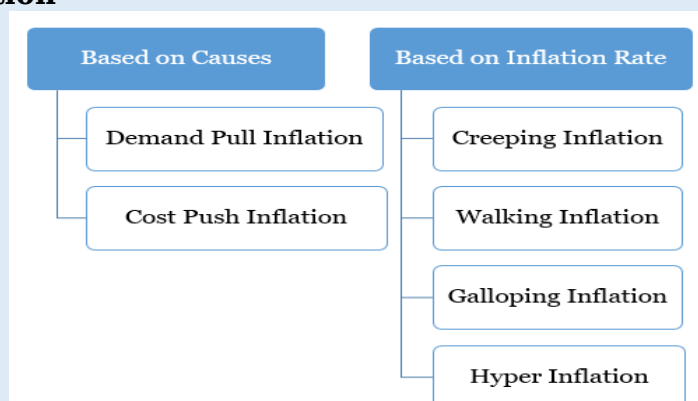 Based on Causes
Demand Pull Inflation
Cost Push Inflation
Based on Inflation Rate
Creeping Inflation
Walking Inflation
Galloping Inflation
Hyper Inflation